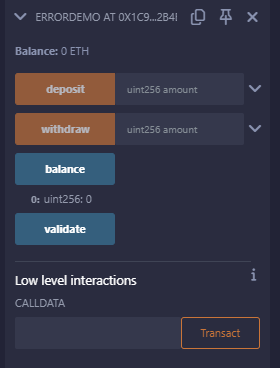 ERRORDEMO AT 0X1C9...2B4I
Balance: 0 ETH
deposit uint256 amount
withdraw uint256 amount
balance
0: uint256: 0
validate
Low level interactions
CALLDATA
Transact